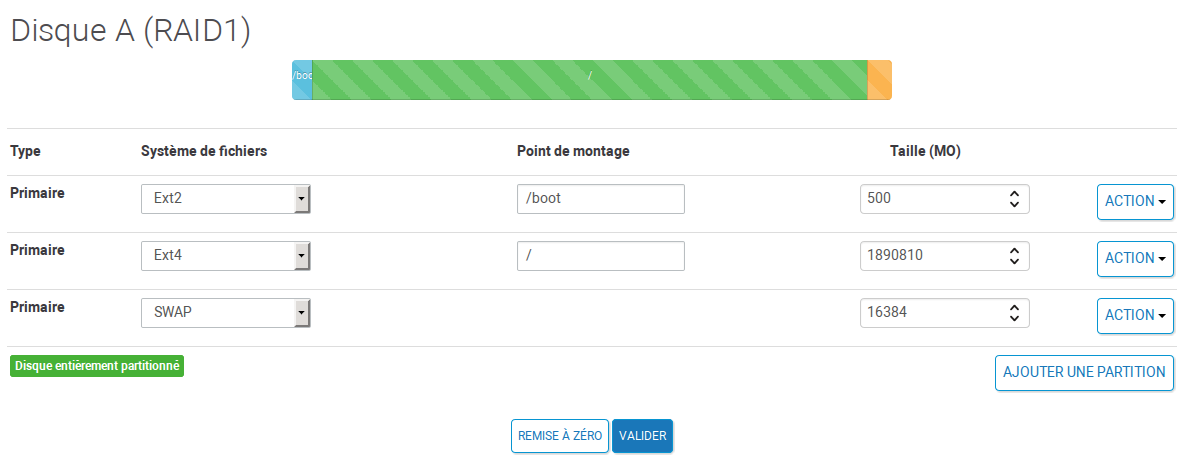 Disque A (RAID1)
/boc /
Type Système de fichiers Point de montage Taille (MO)
Primaire Ext2 /boot 500 ACTION
Primaire Ext4 / 1890810 ACTION
Primaire SWAP 16384 ACTION
Disque entièrement partitionné AJOUTER UNE PARTITION
REMISE À ZÉRO VALIDER